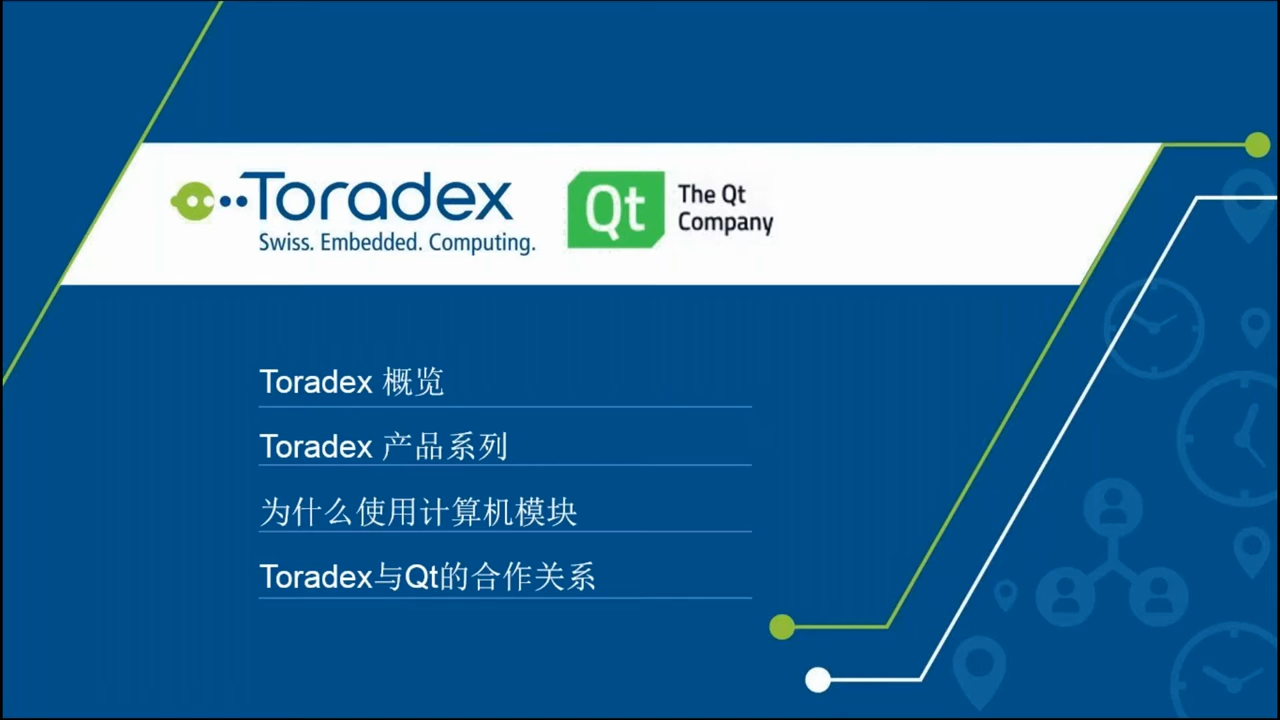 Toradex
Swiss. Embedded. Computing.
Qt
The Qt
Company
Toradex 概览
Toradex 产品系列
为什么使用计算机模块
Toradex与Qt的合作关系